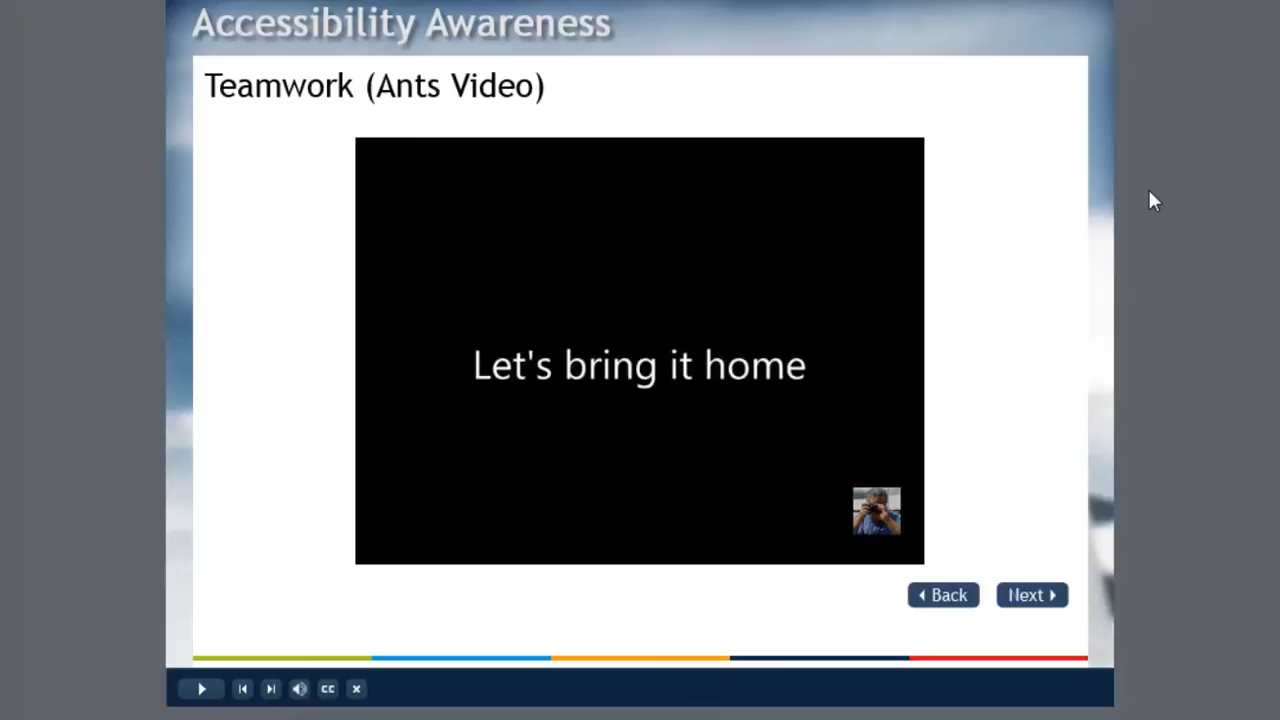 Accessibility Awareness
Teamwork (Ants Video)
Let's bring it home
Back
Next
CC